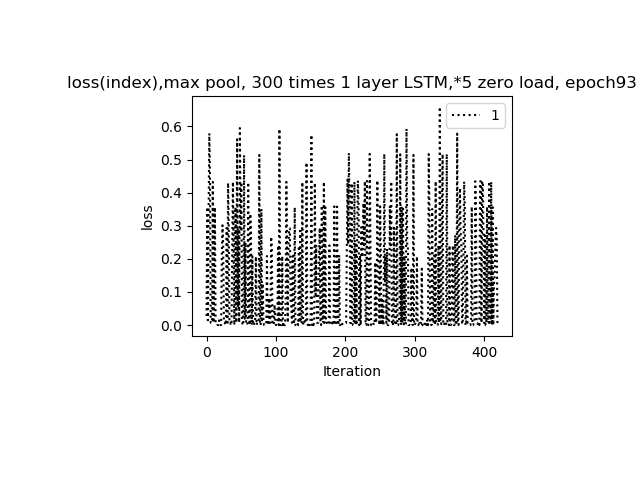 loss(index),max pool, 300 times 1 layer LSTM,*5 zero load, epoch93
1
0.6
0.5
0.4
0.3
0.2
0.1
0.0
loss
0 100 200 300 400
Iteration